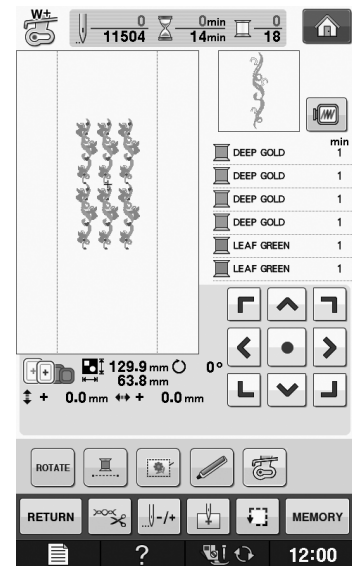 W+
0 0min 0
11504 14min 18
min
DEEP GOLD 1
DEEP GOLD 1
DEEP GOLD 1
DEEP GOLD 1
LEAF GREEN 1
LEAF GREEN 1
129.9 mm 0°
63.8 mm
+ 0.0 mm + 0.0 mm
ROTATE
RETURN -/+ MEMORY
? 12:00